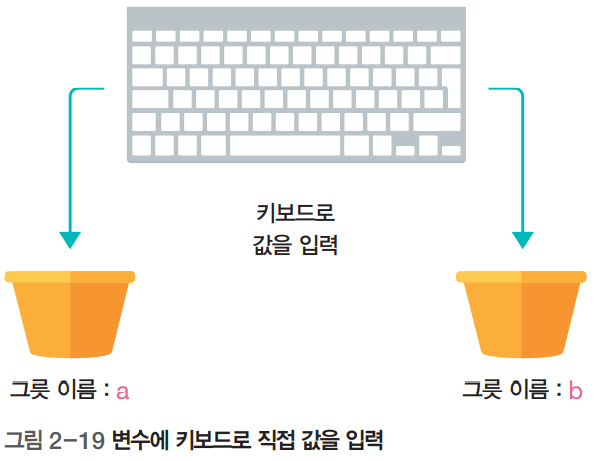 키보드로
값을 입력
그릇 이름 : a
그릇 이름 : b
그림 2-19 변수에 키보드로 직접 값을 입력